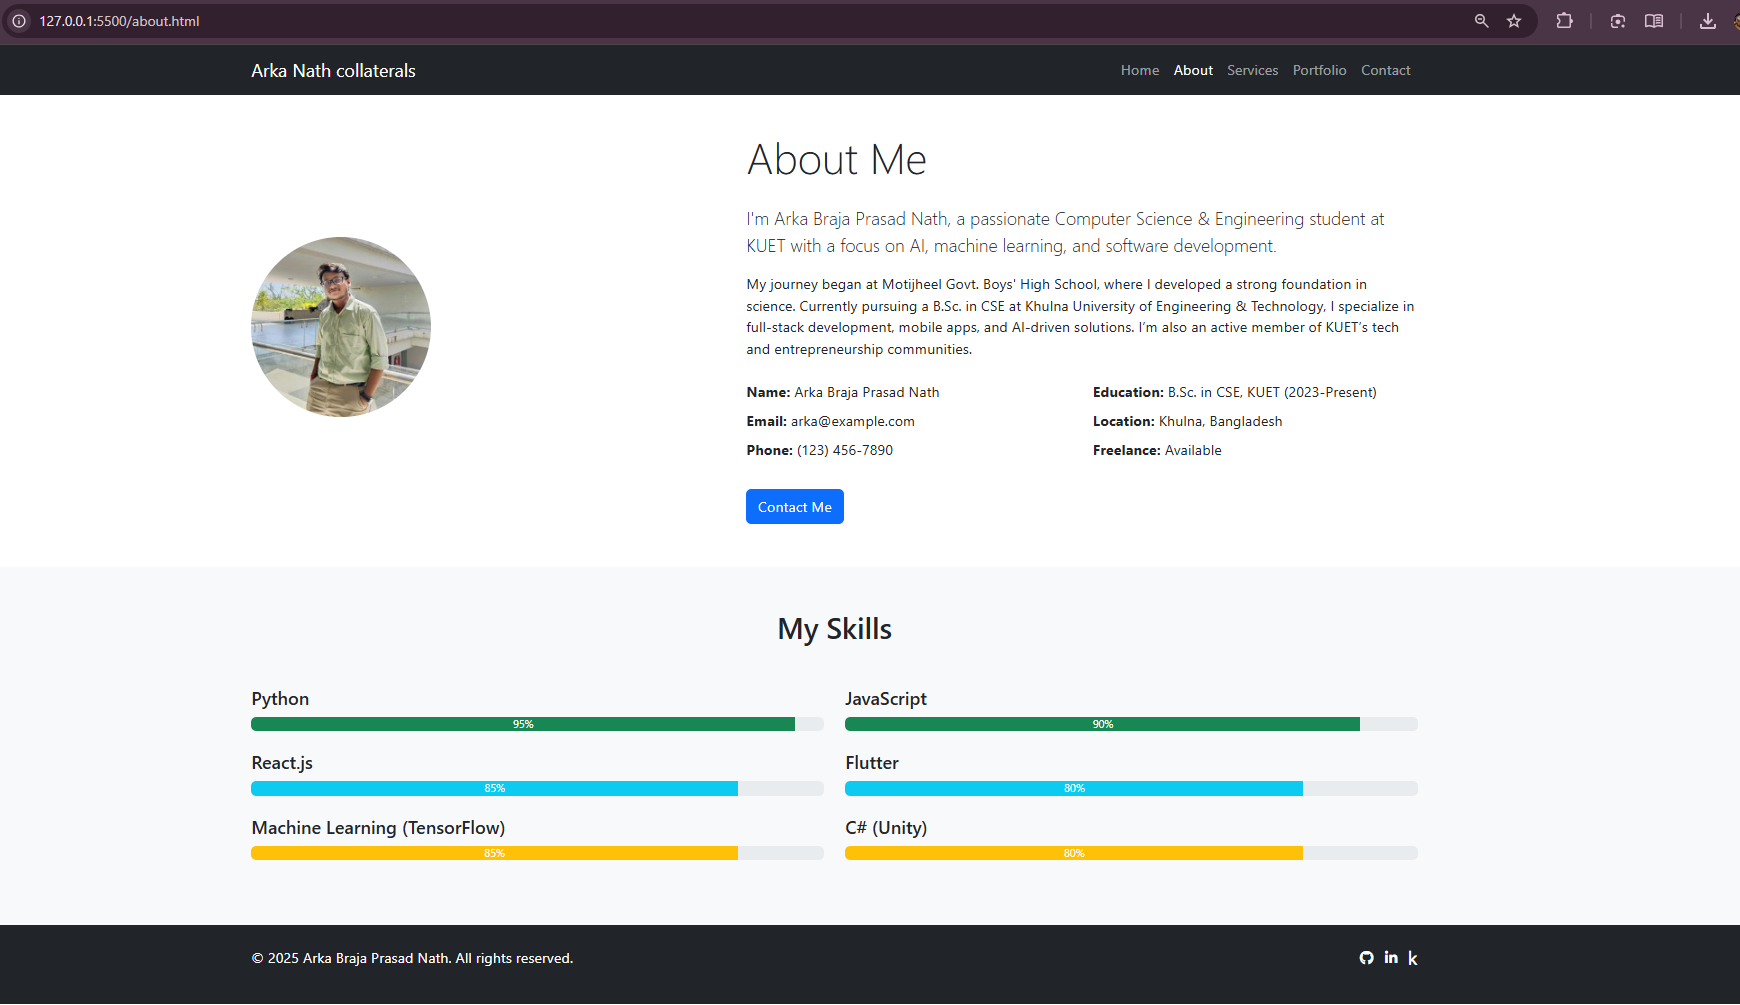 127.0.0.1:5500/about.html
Arka Nath collaterals
Home About Services Portfolio Contact
About Me
I'm Arka Braja Prasad Nath, a passionate Computer Science & Engineering student at
KUET with a focus on AI, machine learning, and software development.
My journey began at Motijheel Govt. Boys' High School, where I developed a strong foundation in
science. Currently pursuing a B.Sc. in CSE at Khulna University of Engineering & Technology, I specialize in
full-stack development, mobile apps, and AI-driven solutions. I'm also an active member of KUET's tech
and entrepreneurship communities.
Name: Arka Braja Prasad Nath
Email: arka@example.com
Phone: (123) 456-7890
Education: B.Sc. in CSE, KUET (2023-Present)
Location: Khulna, Bangladesh
Freelance: Available
Contact Me
My Skills
Python
95%
JavaScript
90%
React.js
85%
Flutter
80%
Machine Learning (TensorFlow)
85%
C# (Unity)
80%
© 2025 Arka Braja Prasad Nath. All rights reserved.
in k